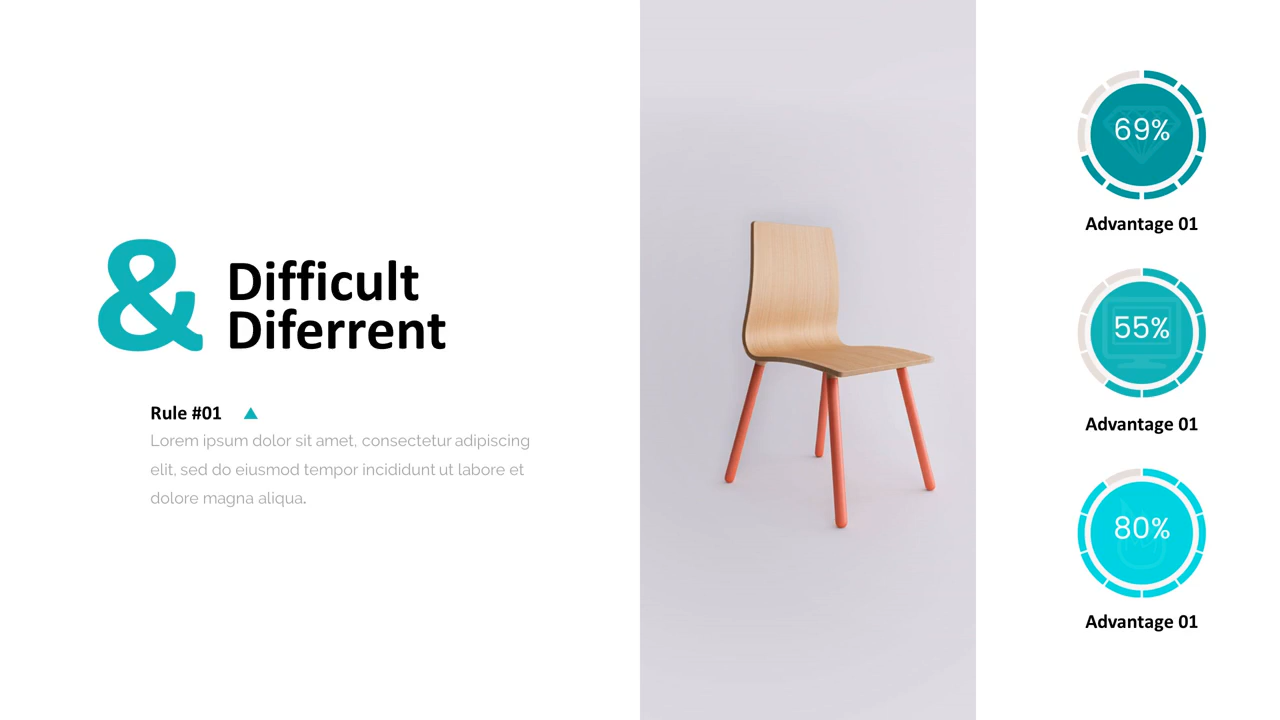 &
Difficult
Diferrent
Rule #01
Lorem ipsum dolor sit amet, consectetur adipiscing
elit, sed do eiusmod tempor incididunt ut labore et
dolore magna aliqua.
69%
Advantage 01
55%
Advantage 01
80%
Advantage 01